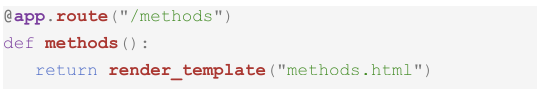 @app.route("/methods")
def methods():
    return render_template("methods.html")